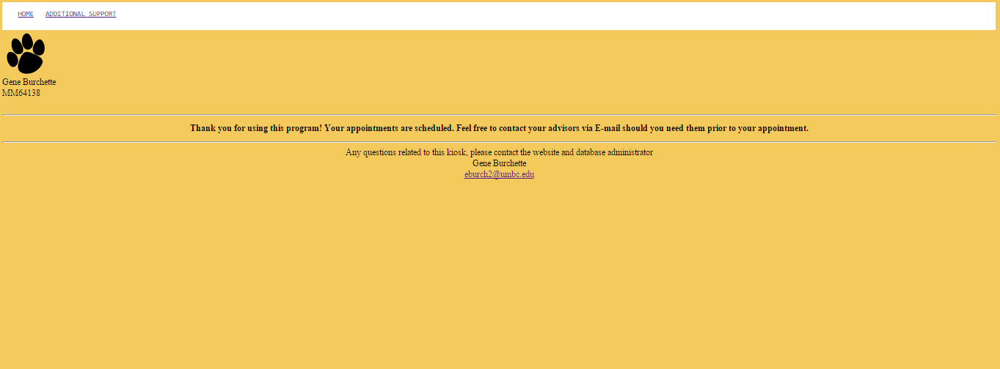 HOME ADDITIONAL SUPPORT
Gene Burchette
MM64138
Thank you for using this program! Your appointments are scheduled. Feel free to contact your advisors via E-mail should you need them prior to your appointment.
Any questions related to this kiosk, please contact the website and database administrator
Gene Burchette
eburch2@umbc.edu